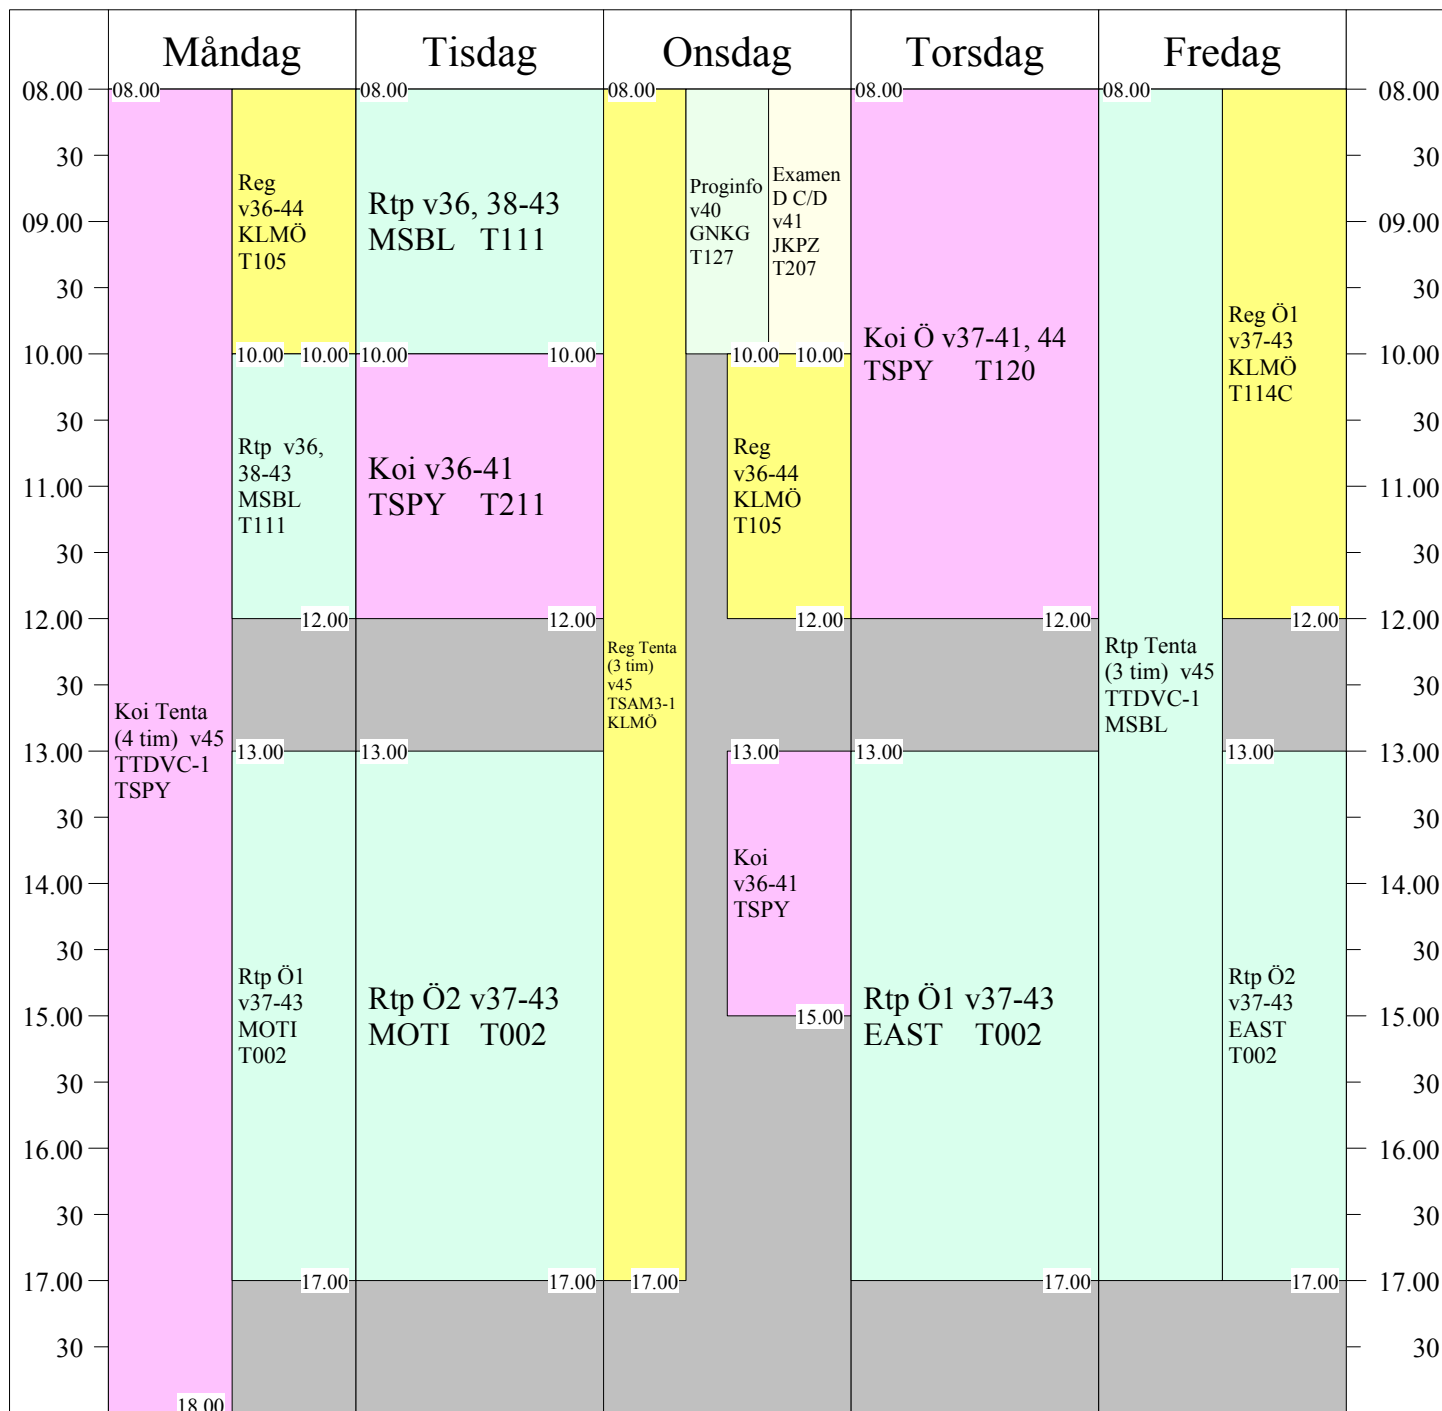 Måndag Tisdag Onsdag Torsdag Fredag
08.00 08.00 08.00 08.00 08.00 08.00 08.00
30 30
09.00 09.00
30 30
10.00 10.00
30 30
11.00 11.00
30 30
12.00 12.00
30 30
13.00 13.00
30 30
14.00 14.00
30 30
15.00 15.00
30 30
16.00 16.00
30 30
17.00 17.00
30 30
Koi Tenta
(4 tim) v45
TTDVC-1
TSPY
18.00
Reg
v36-44
KLMÖ
T105
10.00 10.00
Rtp v36,
38-43
MSBL
T111
12.00
13.00
Rtp Ö1
v37-43
MOTI
T002
17.00
Rtp v36, 38-43
MSBL T111
10.00 10.00
Koi v36-41
TSPY T211
12.00
13.00
Rtp Ö2 v37-43
MOTI T002
17.00
Reg Tenta
(3 tim)
v45
TSAM3-1
KLMÖ
17.00
Proginfo
v40
GNKG
T127
Examen
D C/D
v41
JKPZ
T207
10.00 10.00
Reg
v36-44
KLMÖ
T105
12.00
13.00
Koi
v36-41
TSPY
15.00
Koi Ö v37-41, 44
TSPY T120
12.00
13.00
Rtp Ö1 v37-43
EAST T002
17.00
Rtp Tenta
(3 tim) v45
TTDVC-1
MSBL
Reg Ö1
v37-43
KLMÖ
T114C
12.00
13.00
Rtp Ö2
v37-43
EAST
T002
17.00